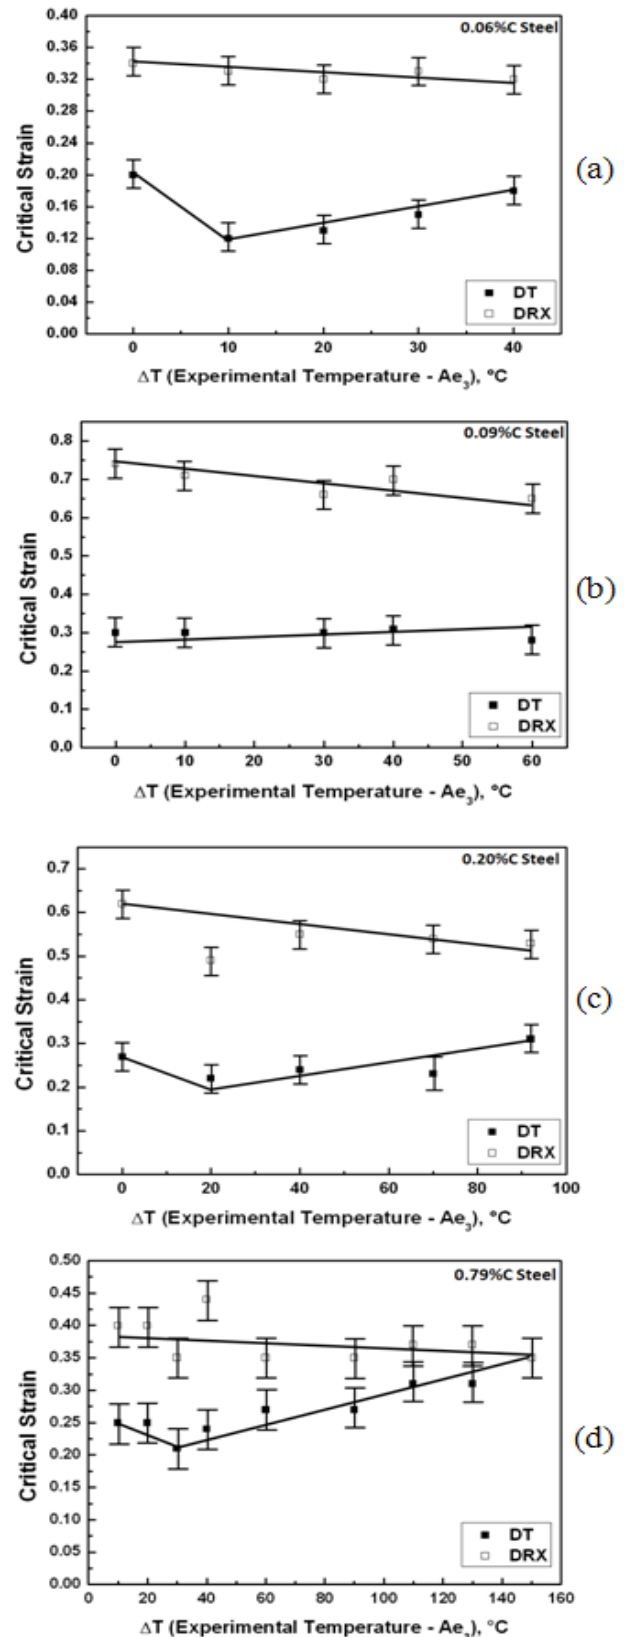 0.06%C Steel
0.40
0.36
0.32
0.28
0.24
0.20
0.16
0.12
0.08
0.04
0.00
Critical Strain
DT
DRX
0 10 20 30 40
ΔT (Experimental Temperature - Ae3), °C
(a)
0.09%C Steel
0.8
0.7
0.6
0.5
0.4
0.3
0.2
0.1
0.0
Critical Strain
DT
DRX
0 10 20 30 40 50 60
ΔT (Experimental Temperature - Ae3), °C
(b)
0.20%C Steel
0.7
0.6
0.5
0.4
0.3
0.2
0.1
0.0
Critical Strain
DT
DRX
0 20 40 60 80 100
ΔT (Experimental Temperature - Ae3), °C
(c)
0.79%C Steel
0.50
0.45
0.40
0.35
0.30
0.25
0.20
0.15
0.10
0.05
0.00
Critical Strain
DT
DRX
0 20 40 60 80 100 120 140 160
ΔT (Experimental Temperature - Ae3), °C
(d)